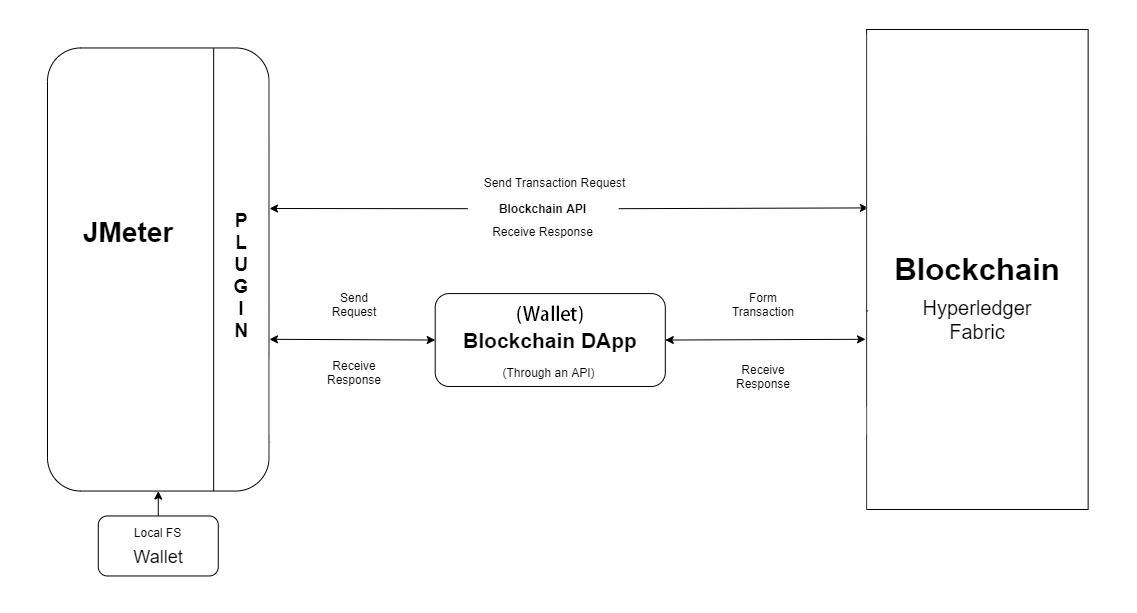 JMeter
P
L
U
G
I
N
Send Transaction Request
Blockchain API
Receive Response
Send
Request
Receive
Response
(Wallet)
Blockchain DApp
(Through an API)
Form
Transaction
Receive
Response
Blockchain
Hyperledger
Fabric
Local FS
Wallet